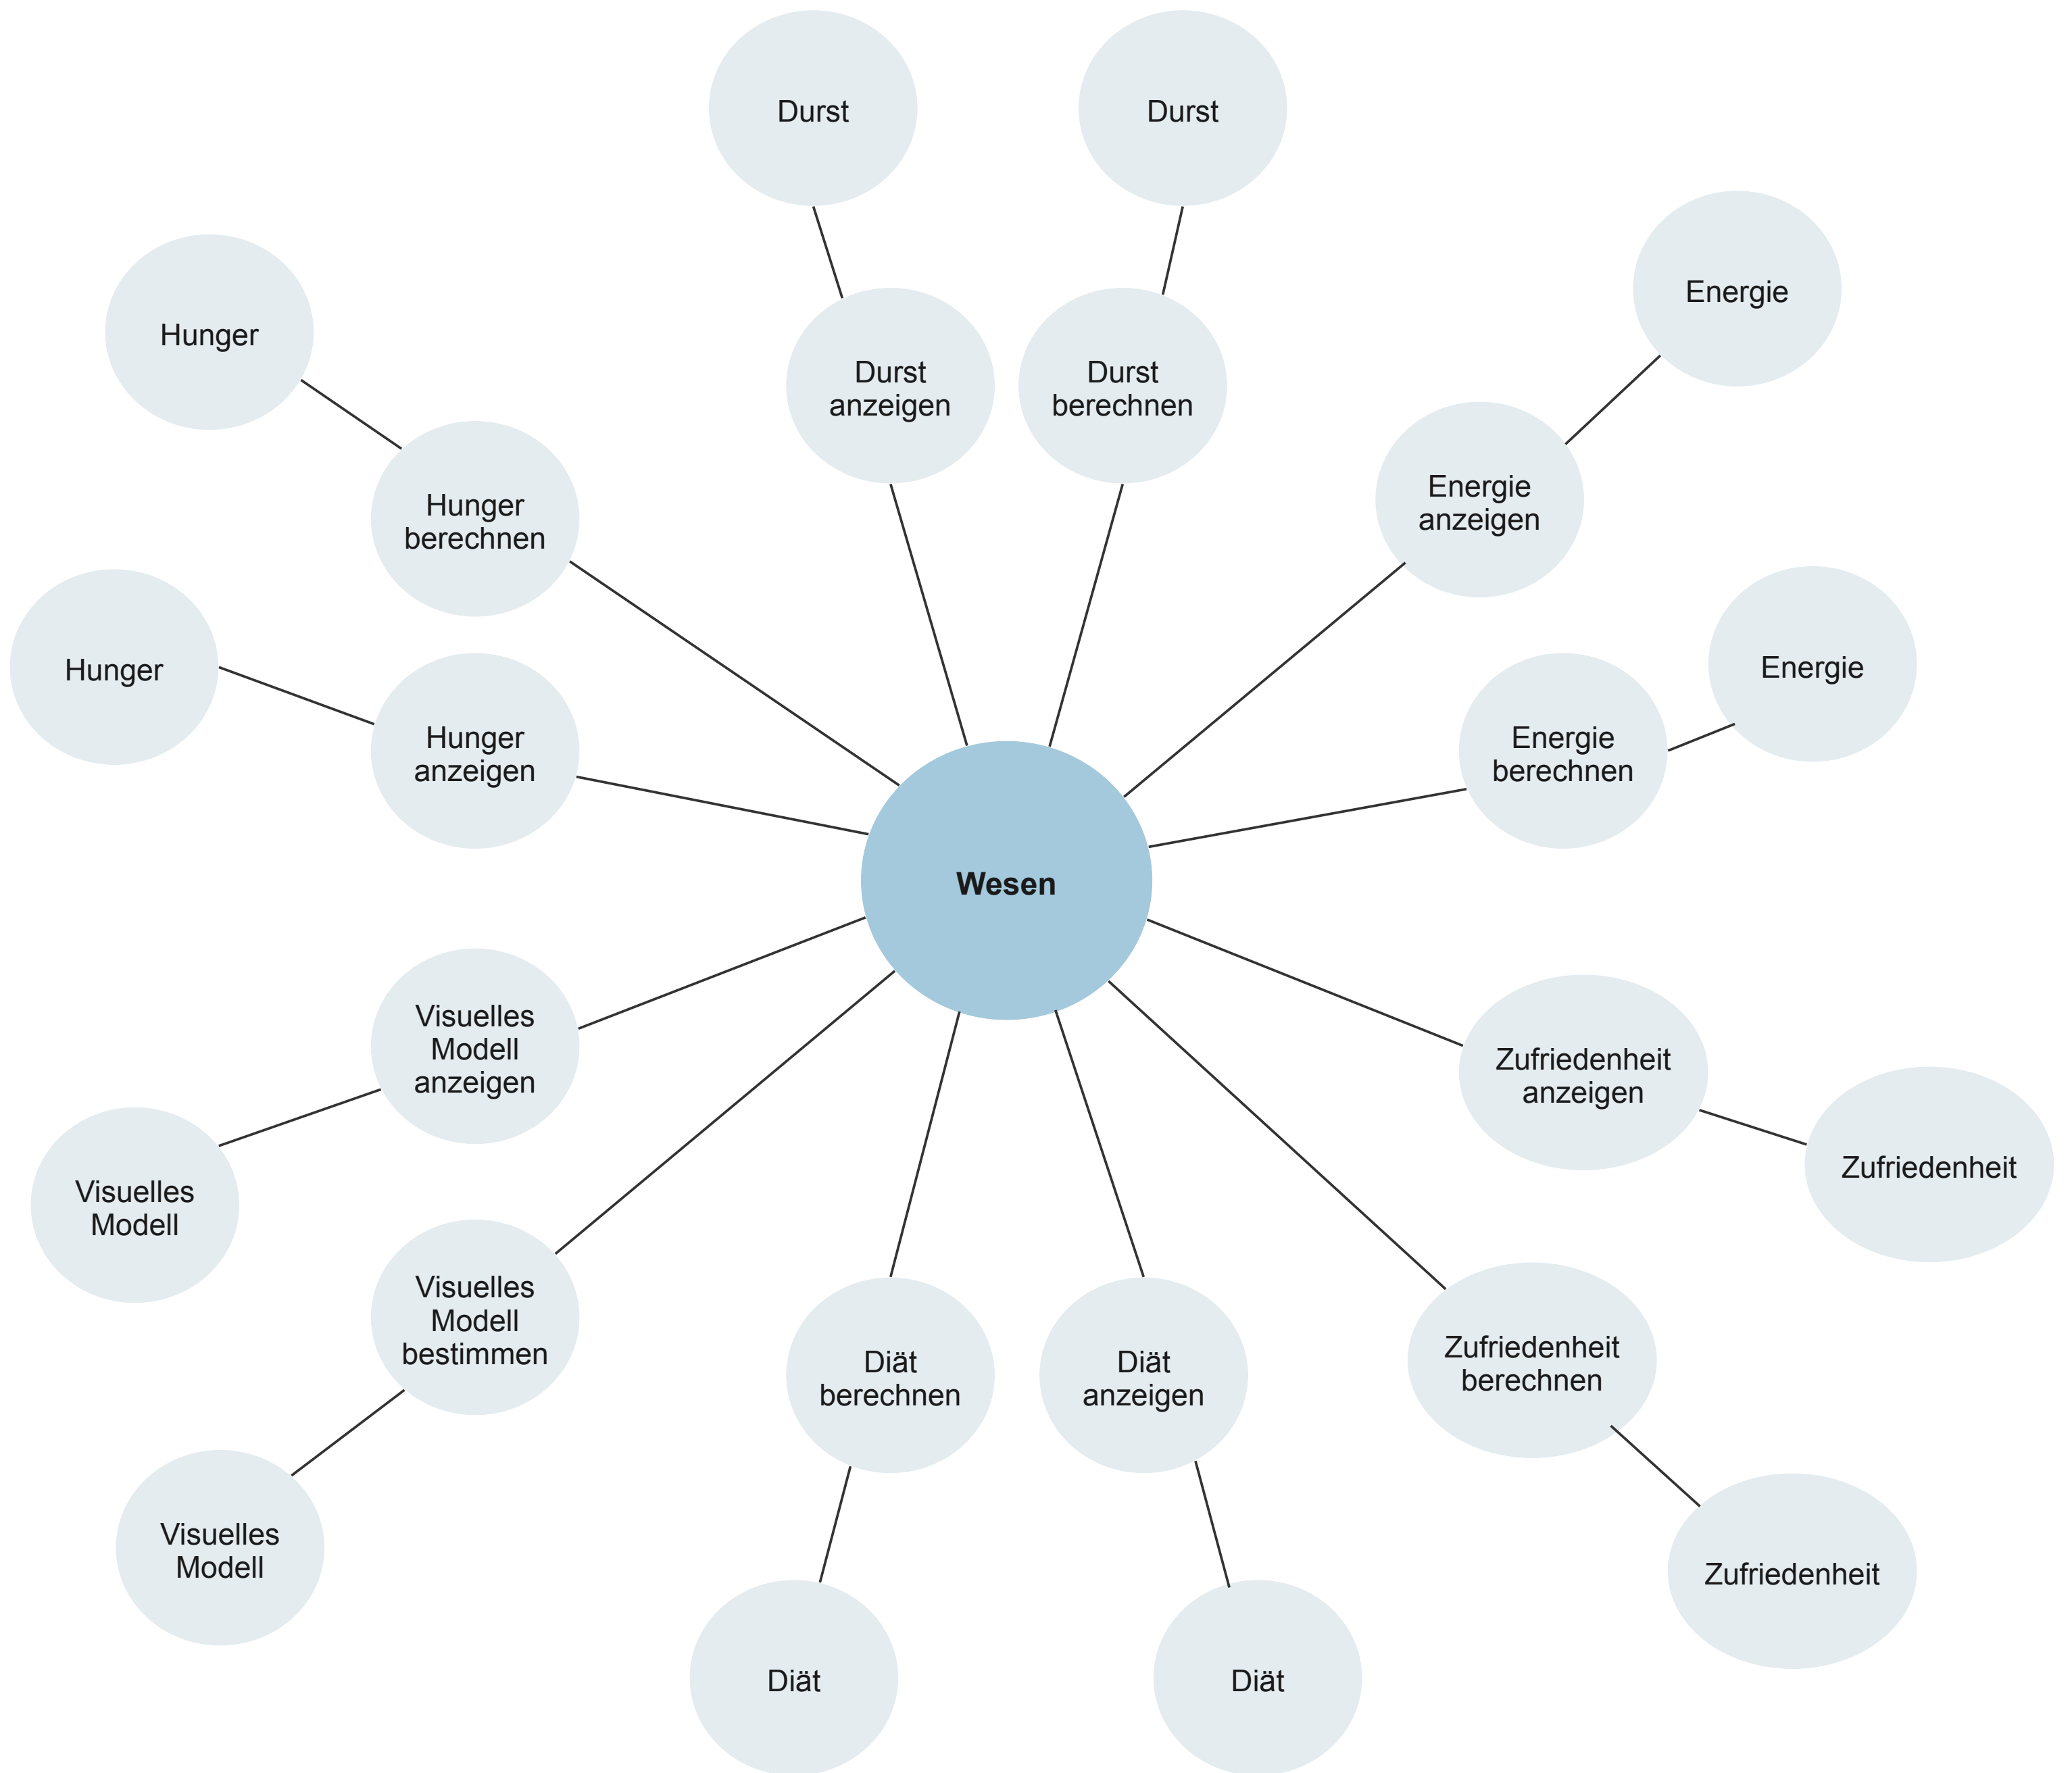 Durst
Durst
Energie
Hunger
Durst
anzeigen
Durst
berechnen
Energie
anzeigen
Hunger
berechnen
Hunger
Energie
Hunger
anzeigen
Energie
berechnen
Wesen
Visuelles
Modell
anzeigen
Zufriedenheit
anzeigen
Visuelles
Modell
Zufriedenheit
Visuelles
Modell
bestimmen
Diät
berechnen
Diät
anzeigen
Zufriedenheit
berechnen
Visuelles
Modell
Zufriedenheit
Diät
Diät